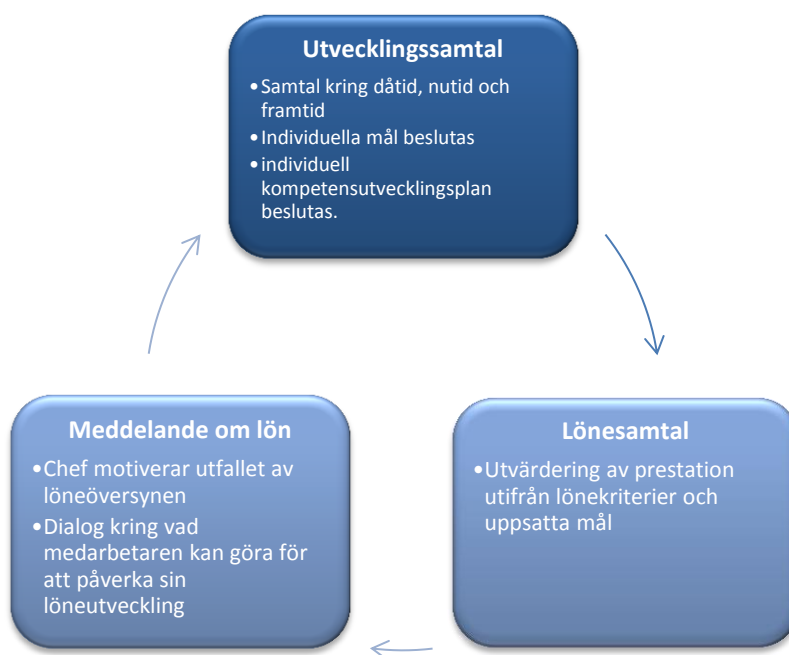 Utvecklingssamtal
•Samtal kring dåtid, nutid och
framtid
•Individuella mål beslutas
•individuell
kompetensutvecklingsplan
beslutas.
Meddelande om lön
•Chef motiverar utfallet av
löneöversynen
•Dialog kring vad
medarbetaren kan göra för
att påverka sin
löneutveckling
Lönesamtal
•Utvärdering av prestation
utifrån lönekriterier och
uppsatta mål